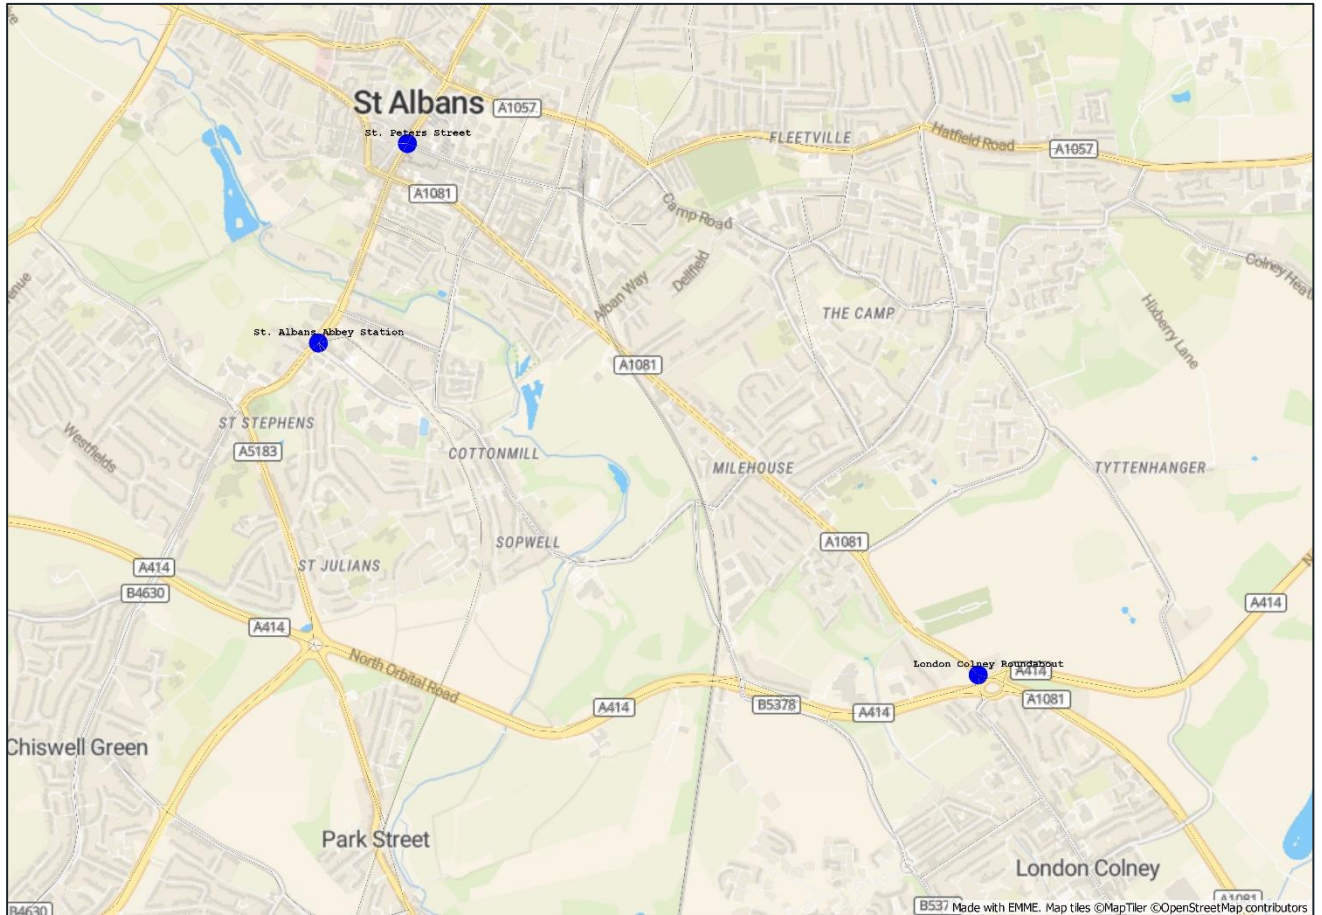 St Albans
A1057
St. Peters Street
FLEETVILLE
Hatfield Road
A1057
A1081
Camp Road
Colney Heat
enue
Alban Way
Dellfield
Hixberry Lane
THE CAMP
St. Albans Abbey Station
A1081
ST STEPHENS
Westfields
A5183
COTTONMILL
MILEHOUSE
TYTTENHANGER
SOPWELL
A1081
A414
ST JULIANS
B4630
A414
A414
North Orbital Road
London Colney Roundabout
A414
A1081
A414
B5378
A414
Chiswell Green
Park Street
London Colney
A1081
B4630
B537
Made with EMME. Map tiles ©MapTiler ©OpenStreetMap contributors